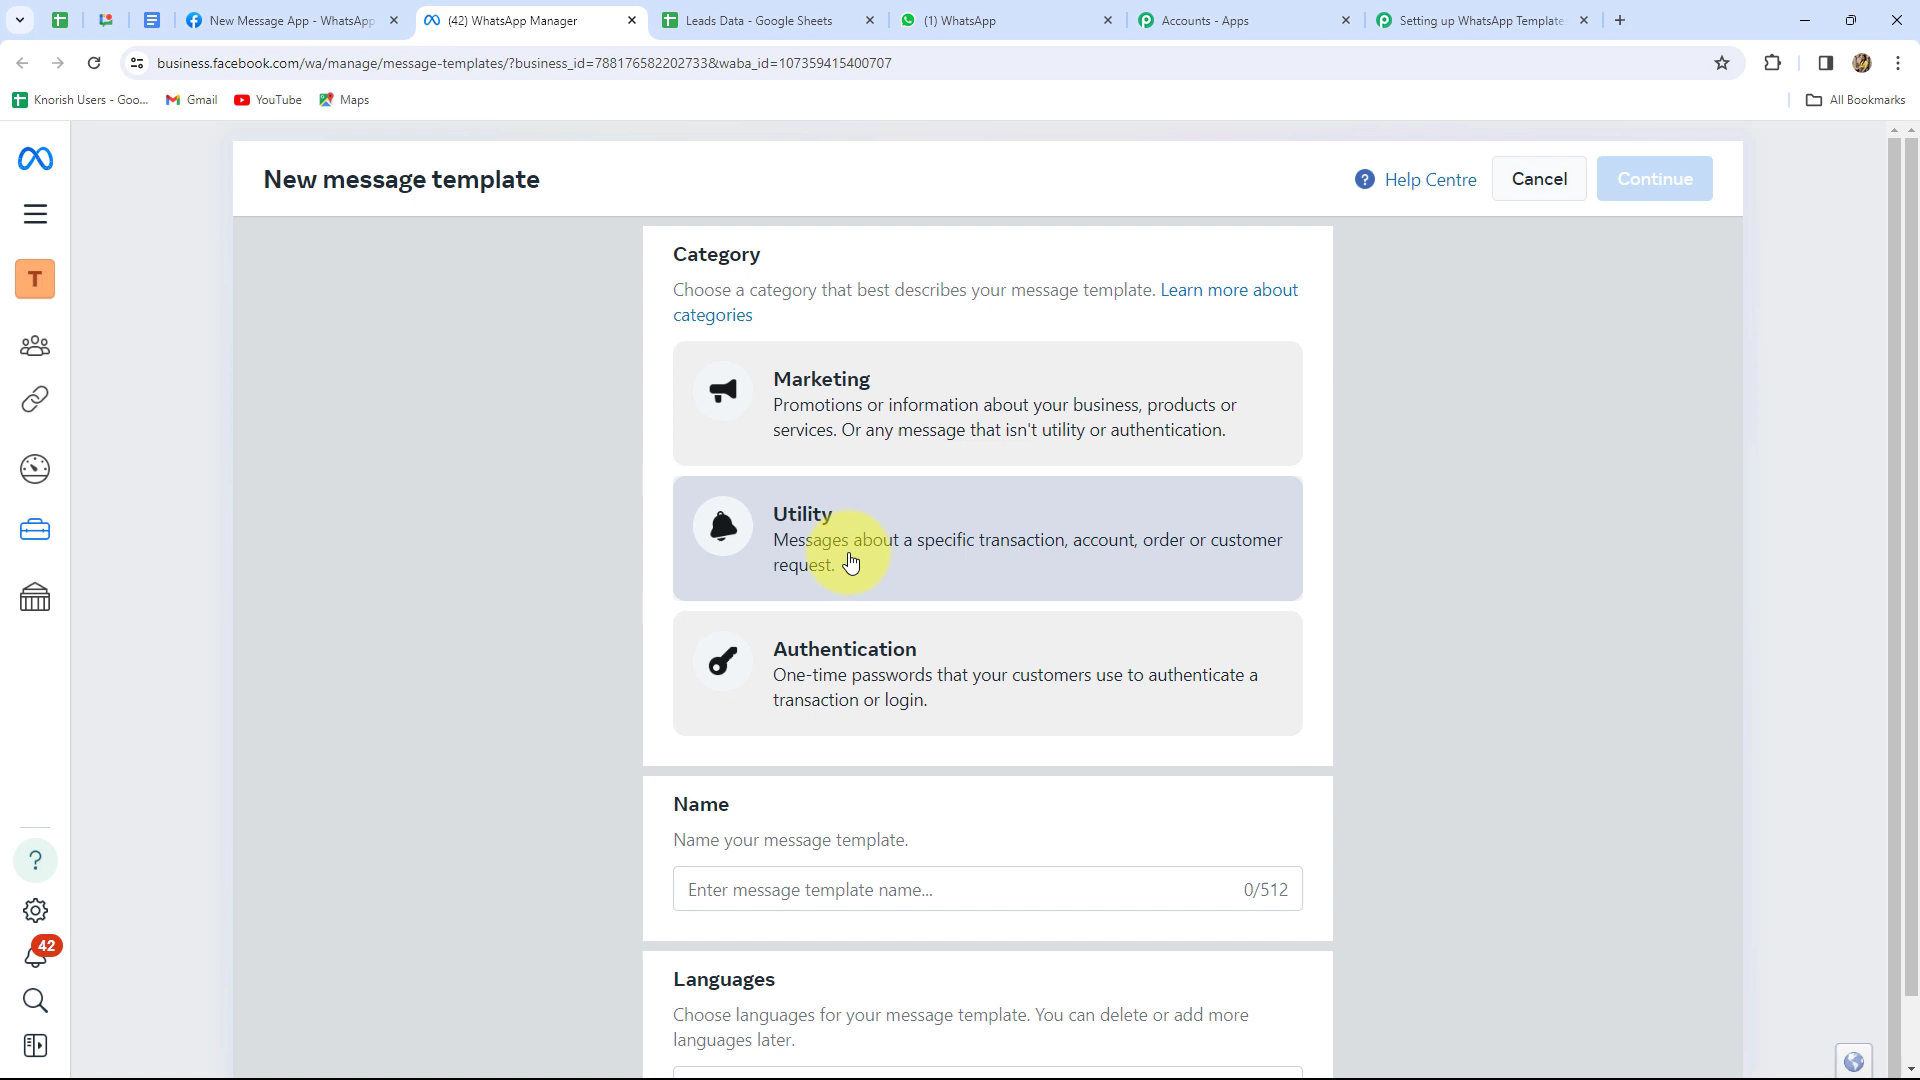 New Message App - WhatsApp
(42) WhatsApp Manager
Leads Data - Google Sheets
(1) WhatsApp
Accounts - Apps
Setting up WhatsApp Template
business.facebook.com/wa/manage/message-templates/?business_id=788176582202733&waba_id=107359415400707
Knorish Users - Goo...
Gmail
YouTube
Maps
All Bookmarks
New message template
? Help Centre
Cancel
Continue
T
Category
Choose a category that best describes your message template. Learn more about
categories
Marketing
Promotions or information about your business, products or
services. Or any message that isn't utility or authentication.
Utility
Messages about a specific transaction, account, order or customer
request.
Authentication
One-time passwords that your customers use to authenticate a
transaction or login.
Name
Name your message template.
Enter message template name... 0/512
?
42
Languages
Choose languages for your message template. You can delete or add more
languages later.